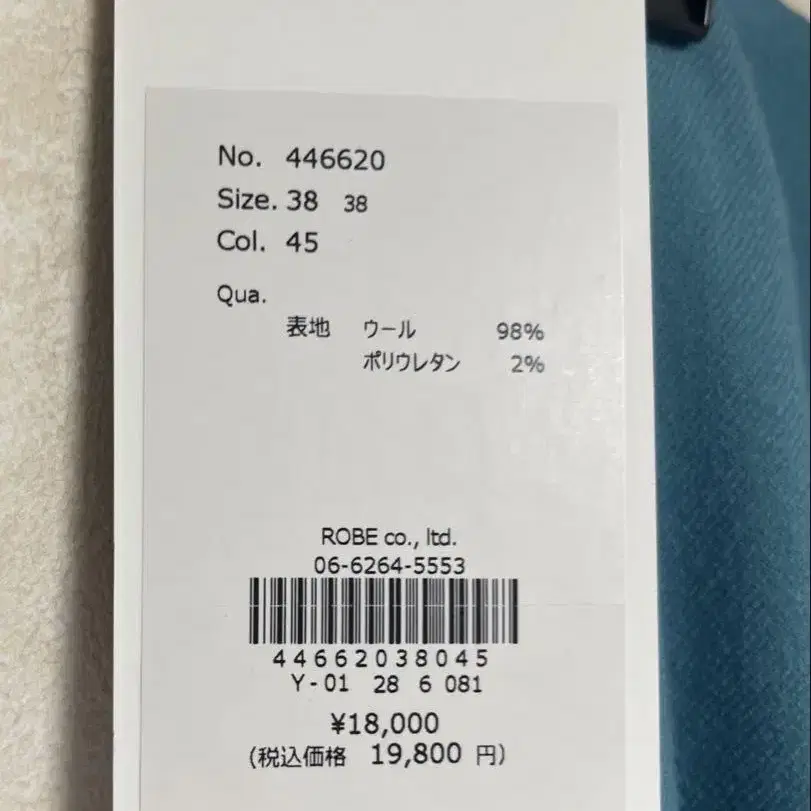 No. 446620
Size. 38 38
Col. 45
Qua.
表地 ウール 98%
ポリウレタン 2%
ROBE co., ltd.
06-6264-5553
44662038045
Y-01 28 6 081
¥18,000
(税込価格 19,800 円)